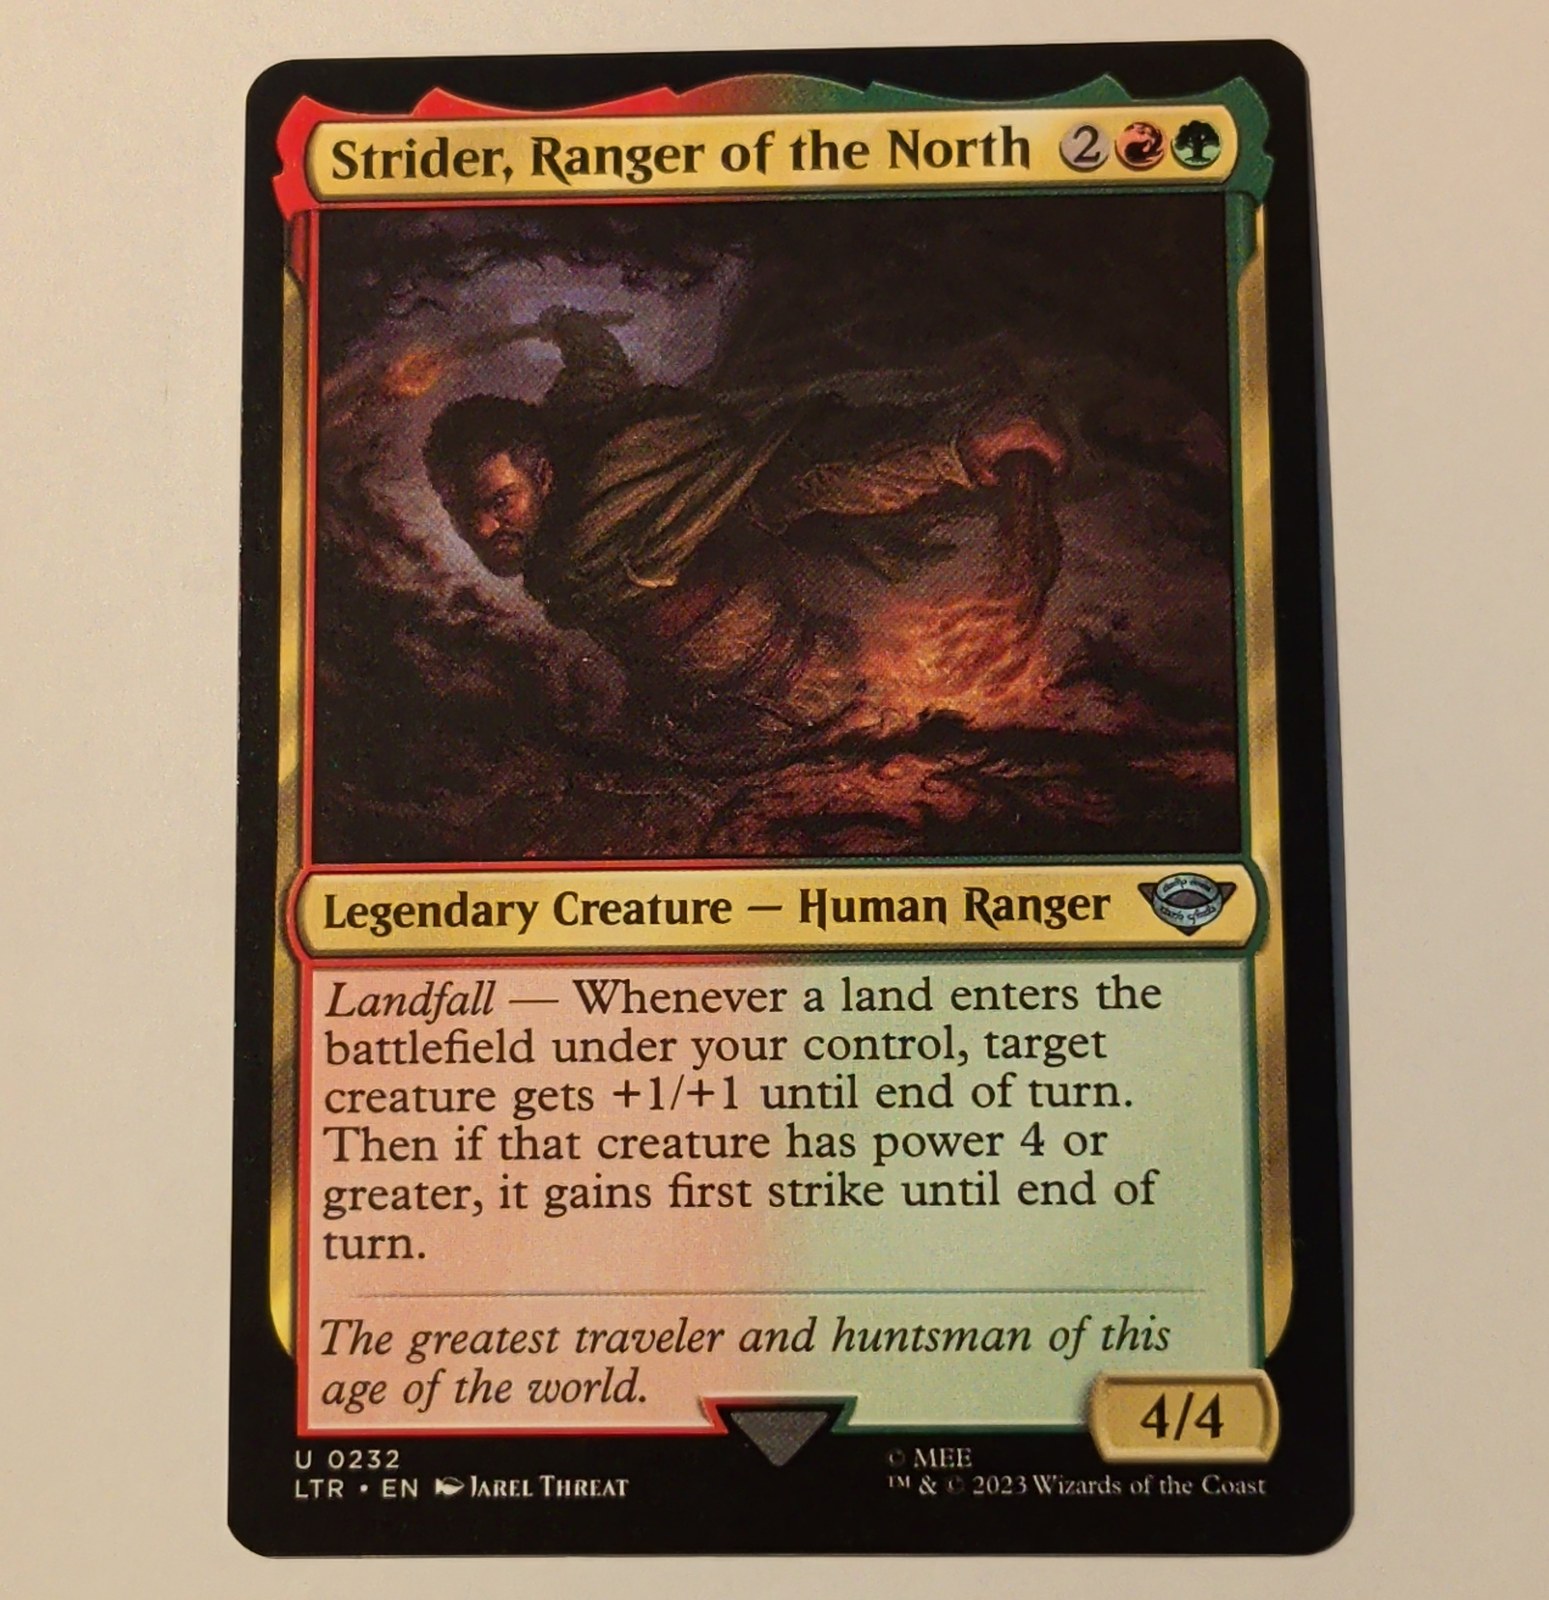 Strider, Ranger of the North 2
Legendary Creature — Human Ranger
Landfall — Whenever a land enters the
battlefield under your control, target
creature gets +1/+1 until end of turn.
Then if that creature has power 4 or
greater, it gains first strike until end of
turn.
The greatest traveler and huntsman of this
age of the world.
4/4
U 0232
LTR • EN JAREL THREAT
© MEE
™ & © 2023 Wizards of the Coast